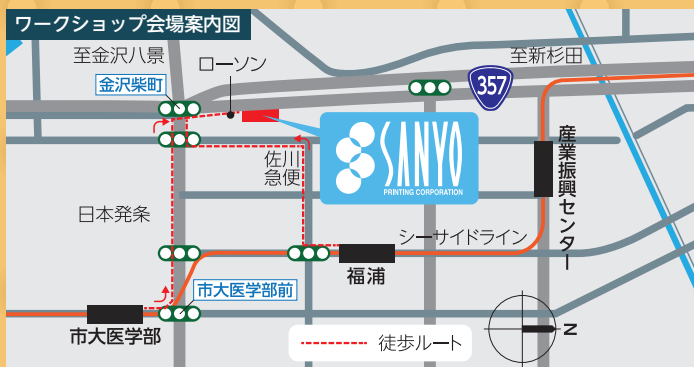 ワークショップ会場案内図
至金沢八景
ローソン
至新杉田
金沢柴町
357
SANYO
PRINTING CORPORATION
佐川
急便
産業振興センター
日本発条
シーサイドライン
福浦
市大医学部前
市大医学部
N
徒歩ルート